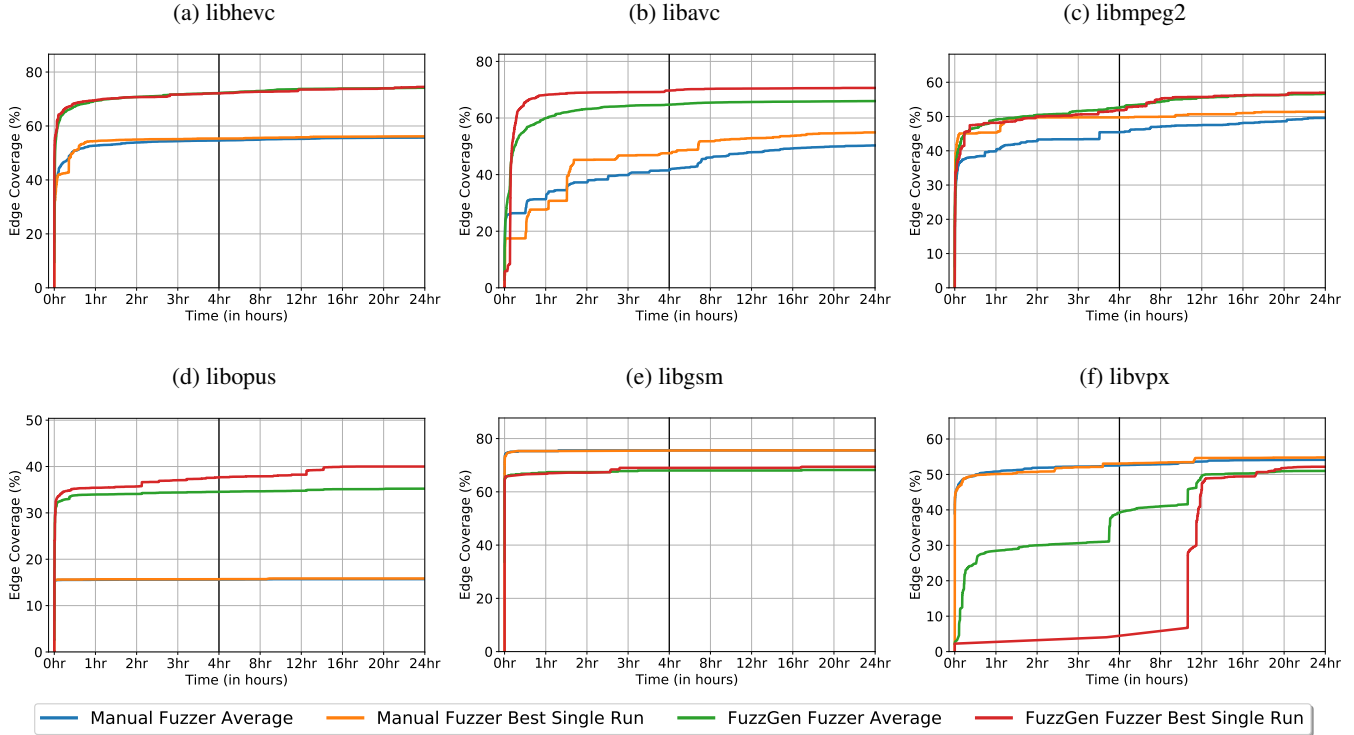 (a) libhevc
(b) libavc
(c) libmpeg2
Edge Coverage (%)
80
60
40
20
0
0hr 1hr 2hr 3hr 4hr 8hr 12hr 16hr 20hr 24hr
Time (in hours)
Edge Coverage (%)
80
60
40
20
0
0hr 1hr 2hr 3hr 4hr 8hr 12hr 16hr 20hr 24hr
Time (in hours)
Edge Coverage (%)
60
50
40
30
20
10
0
0hr 1hr 2hr 3hr 4hr 8hr 12hr 16hr 20hr 24hr
Time (in hours)
(d) libopus
(e) libgsm
(f) libvpx
Edge Coverage (%)
50
40
30
20
10
0
0hr 1hr 2hr 3hr 4hr 8hr 12hr 16hr 20hr 24hr
Time (in hours)
Edge Coverage (%)
80
60
40
20
0
0hr 1hr 2hr 3hr 4hr 8hr 12hr 16hr 20hr 24hr
Time (in hours)
Edge Coverage (%)
60
50
40
30
20
10
0
0hr 1hr 2hr 3hr 4hr 8hr 12hr 16hr 20hr 24hr
Time (in hours)
Manual Fuzzer Average Manual Fuzzer Best Single Run FuzzGen Fuzzer Average FuzzGen Fuzzer Best Single Run